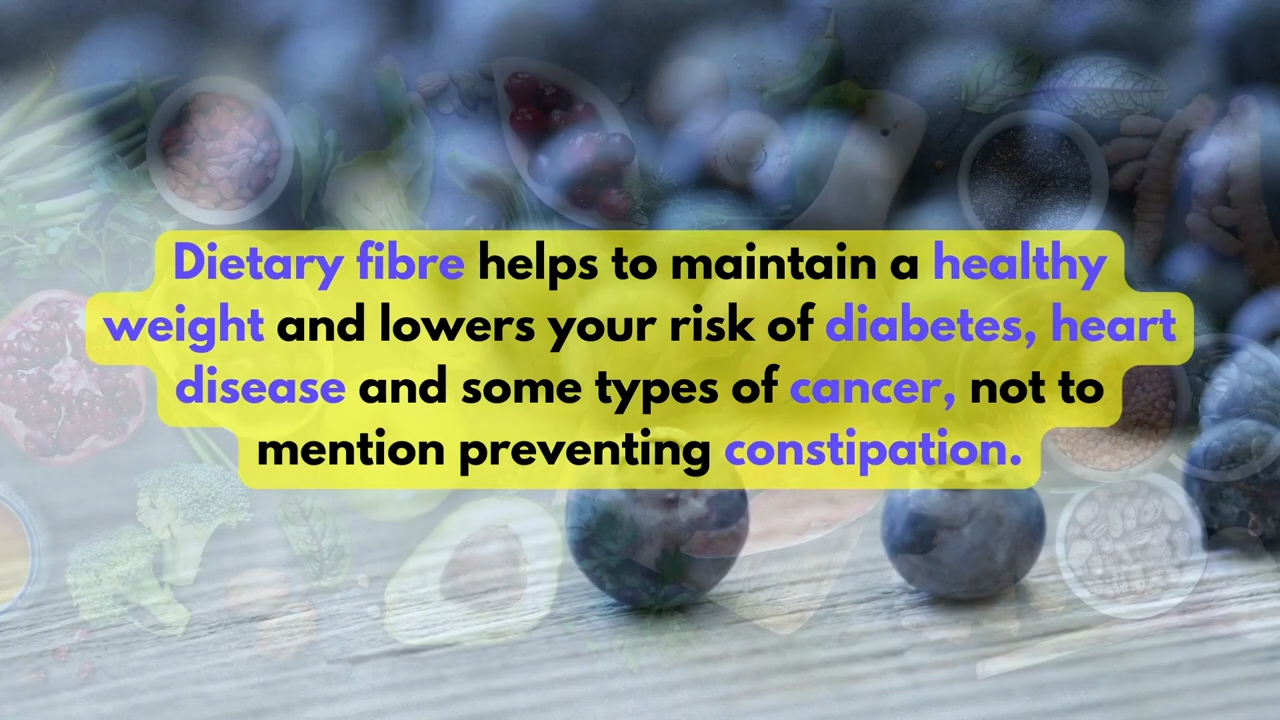 Dietary fibre helps to maintain a healthy
weight and lowers your risk of diabetes, heart
disease and some types of cancer, not to
mention preventing constipation.